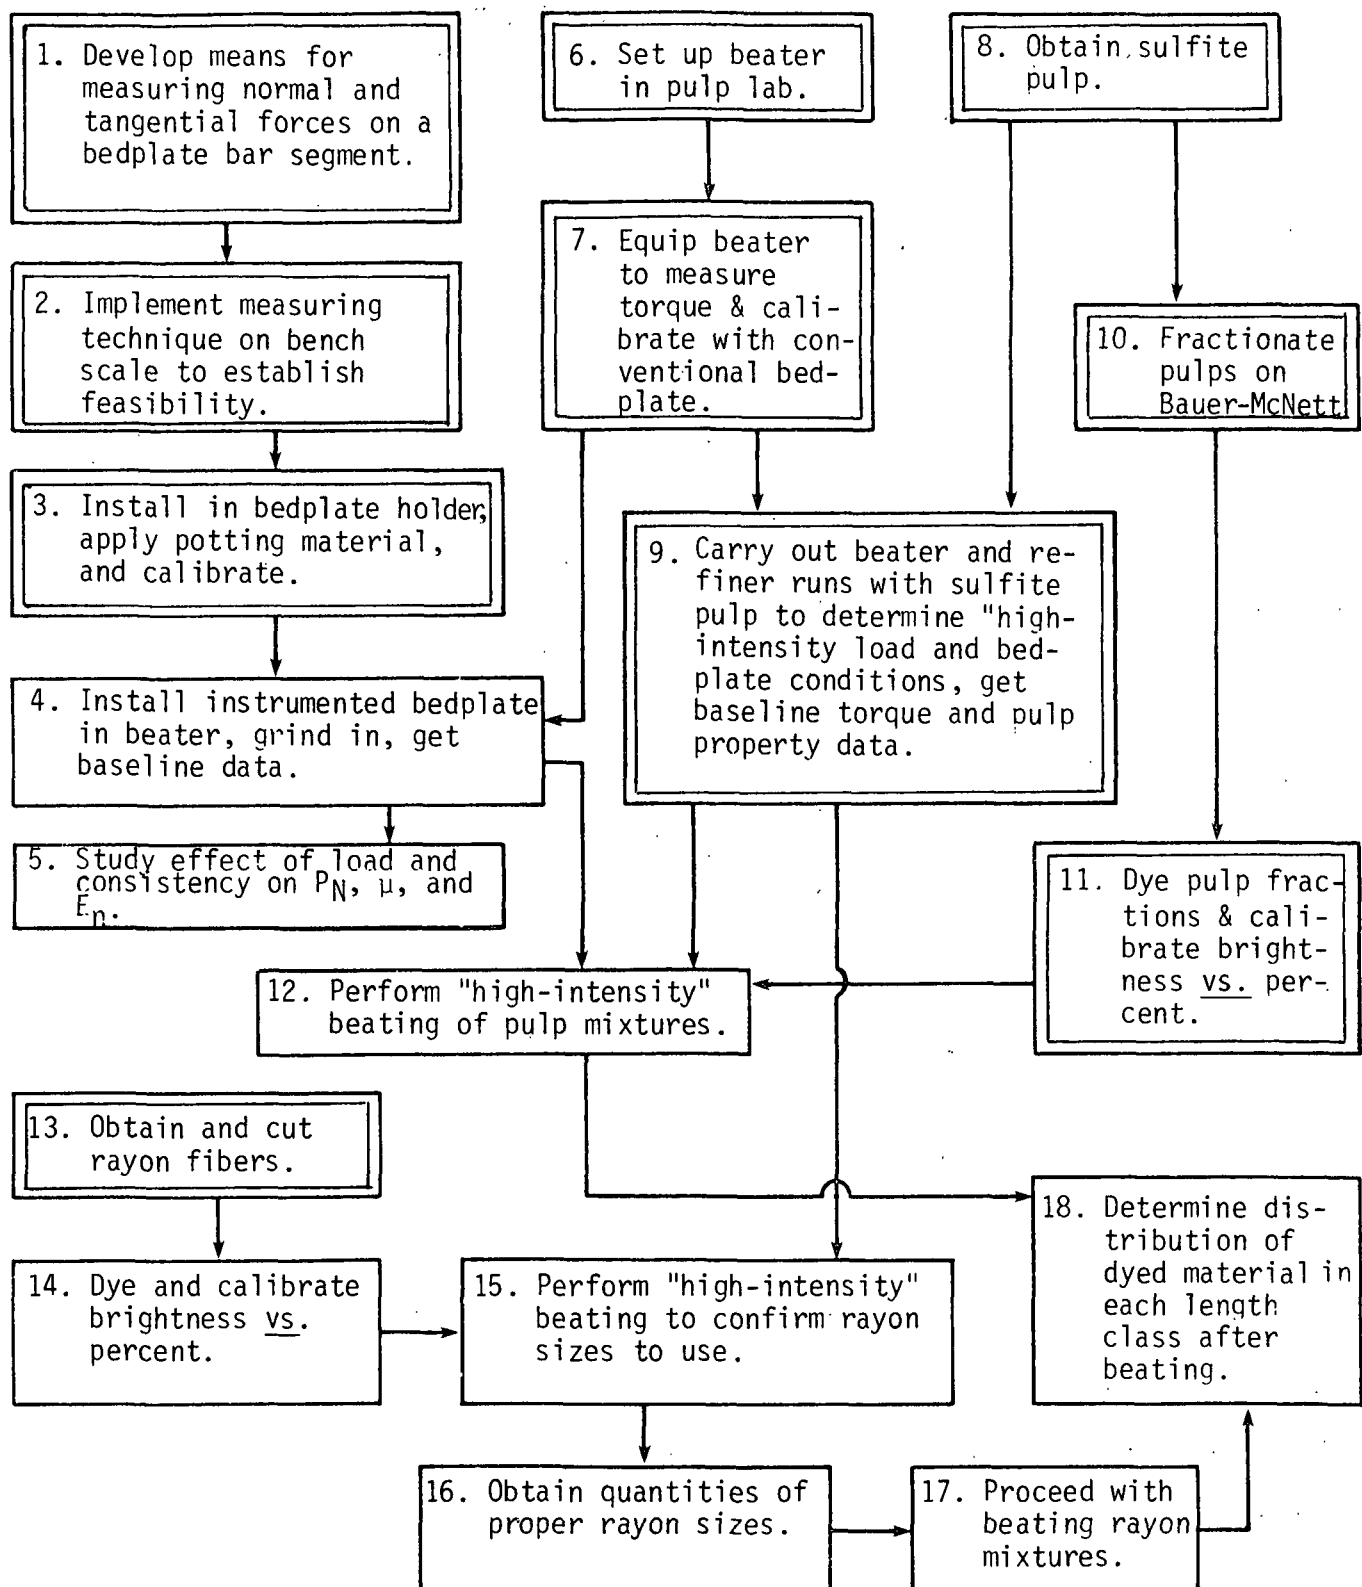 1. Develop means for
measuring normal and
tangential forces on a
bedplate bar segment.
2. Implement measuring
technique on bench
scale to establish
feasibility.
3. Install in bedplate holder,
apply potting material,
and calibrate.
4. Install instrumented bedplate
in beater, grind in, get
baseline data.
5. Study effect of load and
consistency on PN, μ, and
En.
6. Set up beater
in pulp lab.
7. Equip beater
to measure
torque & cali-
brate with con-
ventional bed-
plate.
8. Obtain sulfite
pulp.
9. Carry out beater and re-
finer runs with sulfite
pulp to determine "high-
intensity load and bed-
plate conditions, get
baseline torque and pulp
property data.
10. Fractionate
pulps on
Bauer-McNett
11. Dye pulp frac-
tions & cali-
brate bright-
ness vs. per-
cent.
12. Perform "high-intensity"
beating of pulp mixtures.
13. Obtain and cut
rayon fibers.
14. Dye and calibrate
brightness vs.
percent.
15. Perform "high-intensity"
beating to confirm rayon
sizes to use.
16. Obtain quantities of
proper rayon sizes.
17. Proceed with
beating rayon
mixtures.
18. Determine dis-
tribution of
dyed material in
each length
class after
beating.